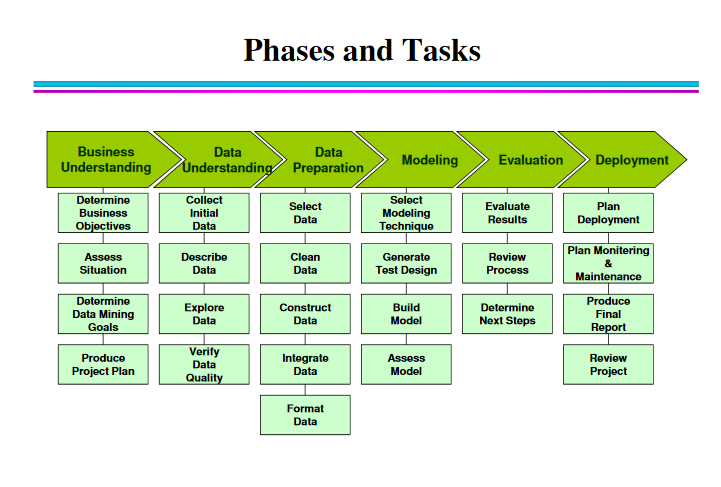 Phases and Tasks
Business
Understanding
Data
Understanding
Data
Preparation
Modeling
Evaluation
Deployment
Determine
Business
Objectives
Assess
Situation
Determine
Data Mining
Goals
Produce
Project Plan
Collect
Initial
Data
Describe
Data
Explore
Data
Verify
Data
Quality
Select
Data
Clean
Data
Construct
Data
Integrate
Data
Format
Data
Select
Modeling
Technique
Generate
Test Design
Build
Model
Assess
Model
Evaluate
Results
Review
Process
Determine
Next Steps
Plan
Deployment
Plan Monitering
&
Maintenance
Produce
Final
Report
Review
Project